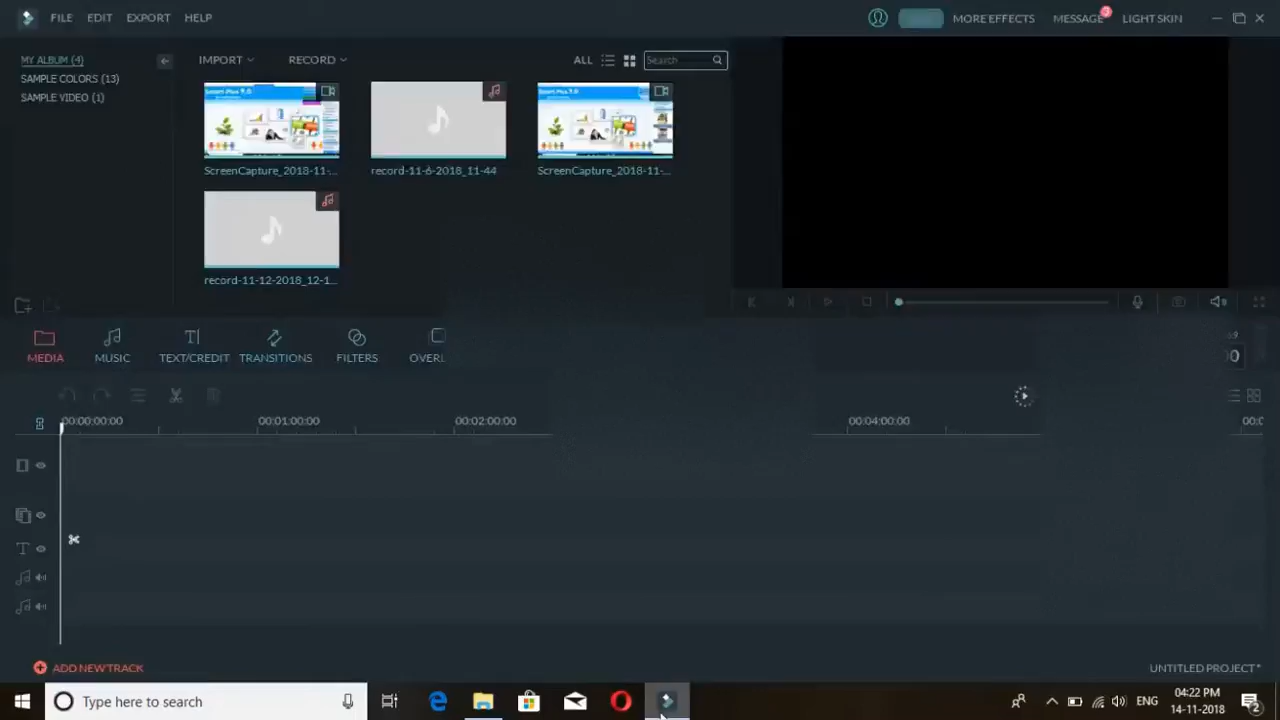 FILE EDIT EXPORT HELP
MORE EFFECTS MESSAGE 3 LIGHT SKIN
MY ALBUM (4)
SAMPLE COLORS (13)
SAMPLE VIDEO (1)
IMPORT RECORD ALL Search
ScreenCapture_2018-11-... record-11-6-2018_11-44 ScreenCapture_2018-11-...
record-11-12-2018_12-1...
MEDIA MUSIC TEXT/CREDIT TRANSITIONS FILTERS OVERL
00:00:00:00 00:01:00:00 00:02:00:00 00:04:00:00
ADD NEW TRACK
UNTITLED PROJECT*
Type here to search
ENG
04:22 PM
14-11-2018
2